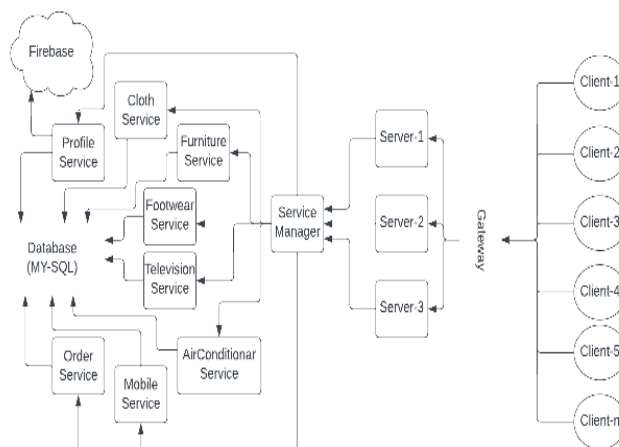 Firebase
Cloth
Service
Profile
Service
Furniture
Service
Footwear
Service
Television
Service
Database
(MY-SQL)
AirConditionar
Service
Order
Service
Mobile
Service
Service
Manager
Server-1
Server-2
Server-3
Gateway
Client-1
Client-2
Client-3
Client-4
Client-5
Client-n